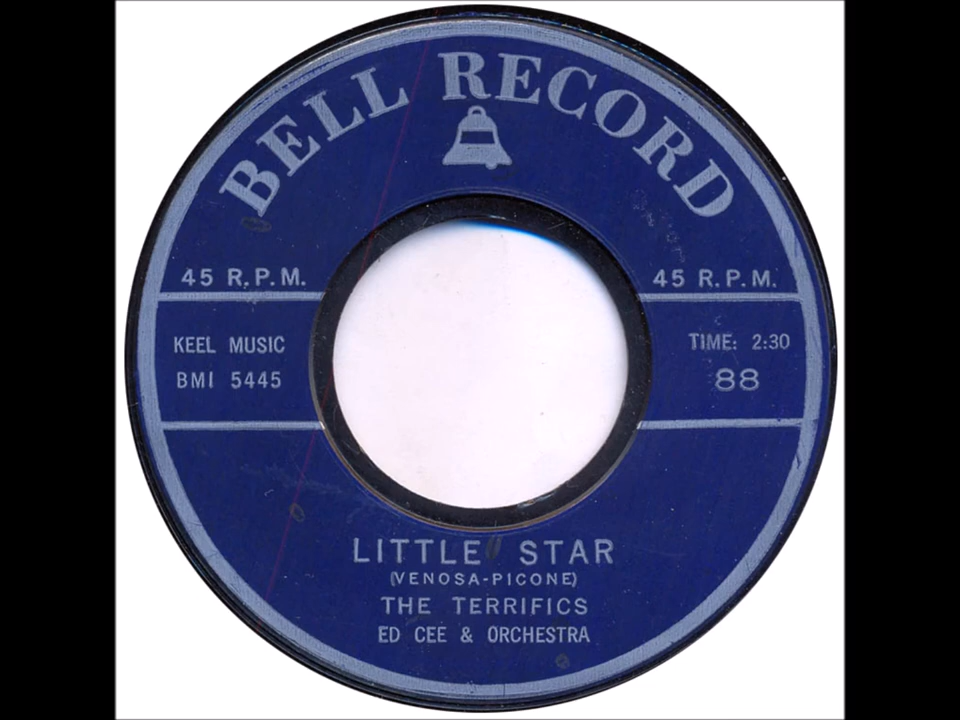 BELL RECORD
45 R.P.M.
45 R.P.M.
KEEL MUSIC
BMI 5445
TIME: 2:30
88
LITTLE STAR
(VENOSA-PICONE)
THE TERRIFICS
ED CEE & ORCHESTRA